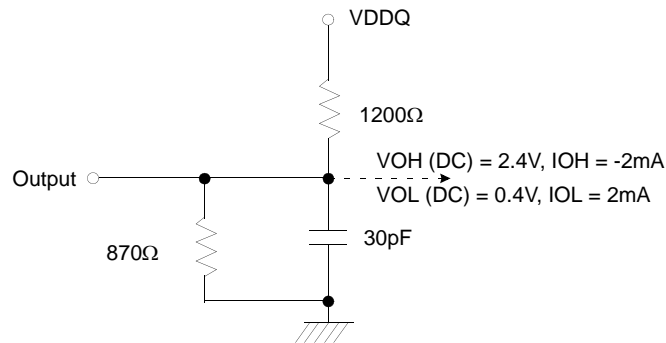 VDDQ
1200Ω
VOH (DC) = 2.4V, IOH = -2mA
Output
VOL (DC) = 0.4V, IOL = 2mA
870Ω
30pF